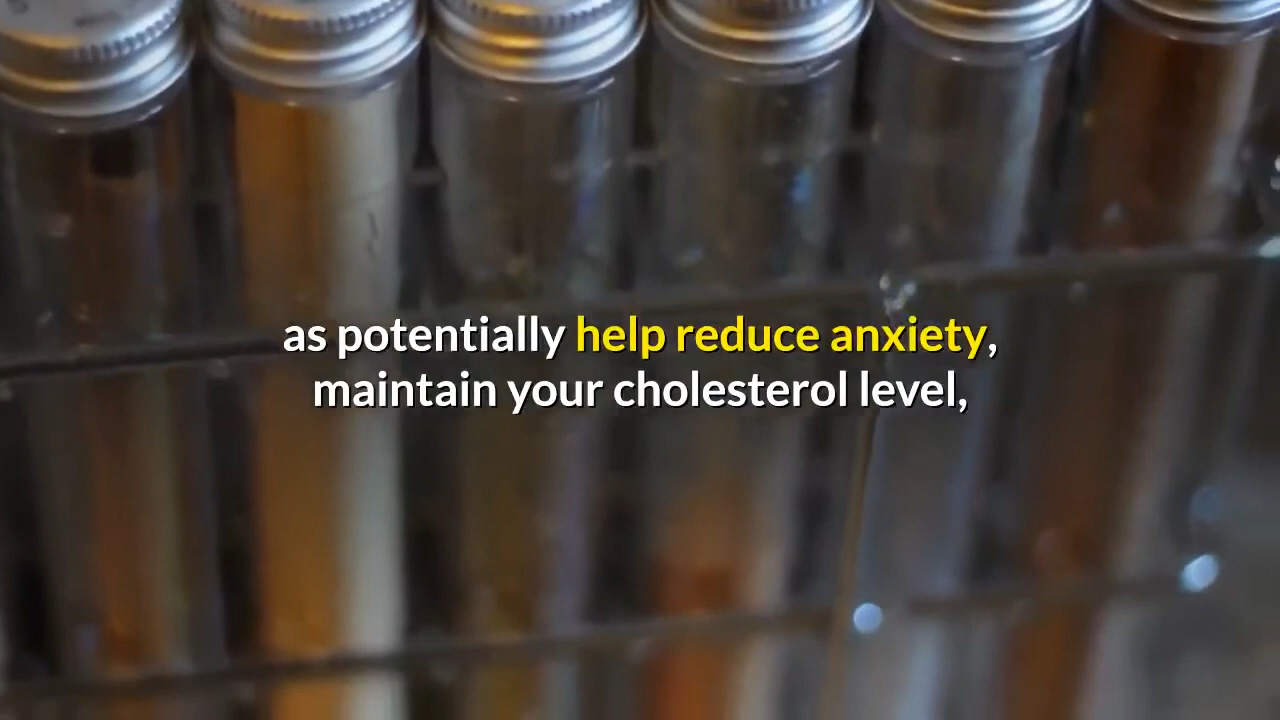 as potentially help reduce anxiety,
maintain your cholesterol level,